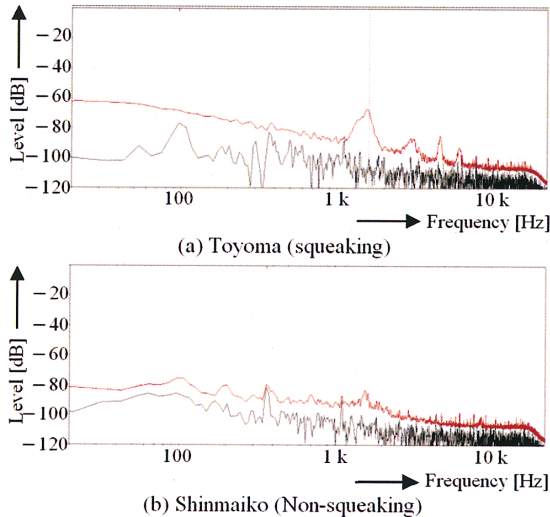 Level [dB]
− 20
− 40
− 60
− 80
−100
−120
100
1 k
10 k
Frequency [Hz]
(a) Toyoma (squeaking)
Level [dB]
− 20
− 40
− 60
− 80
−100
−120
100
1 k
10 k
Frequency [Hz]
(b) Shinmaiko (Non-squeaking)